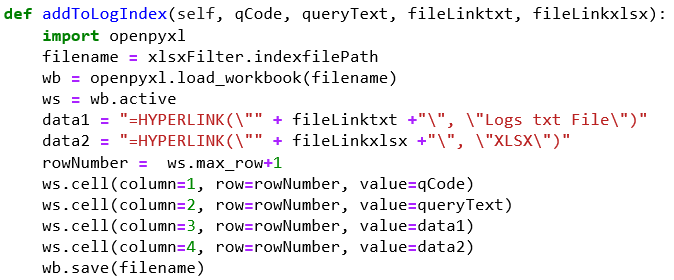 def addToLogIndex(self, qCode, queryText, fileLinktxt, fileLinkxlsx):
    import openpyxl
    filename = xlsxFilter.indexfilePath
    wb = openpyxl.load_workbook(filename)
    ws = wb.active
    data1 = "=HYPERLINK(\"" + fileLinktxt +"\", \"Logs txt File\")"
    data2 = "=HYPERLINK(\"" + fileLinkxlsx +"\", \"XLSX\")"
    rowNumber =  ws.max_row+1
    ws.cell(column=1, row=rowNumber, value=qCode)
    ws.cell(column=2, row=rowNumber, value=queryText)
    ws.cell(column=3, row=rowNumber, value=data1)
    ws.cell(column=4, row=rowNumber, value=data2)
    wb.save(filename)